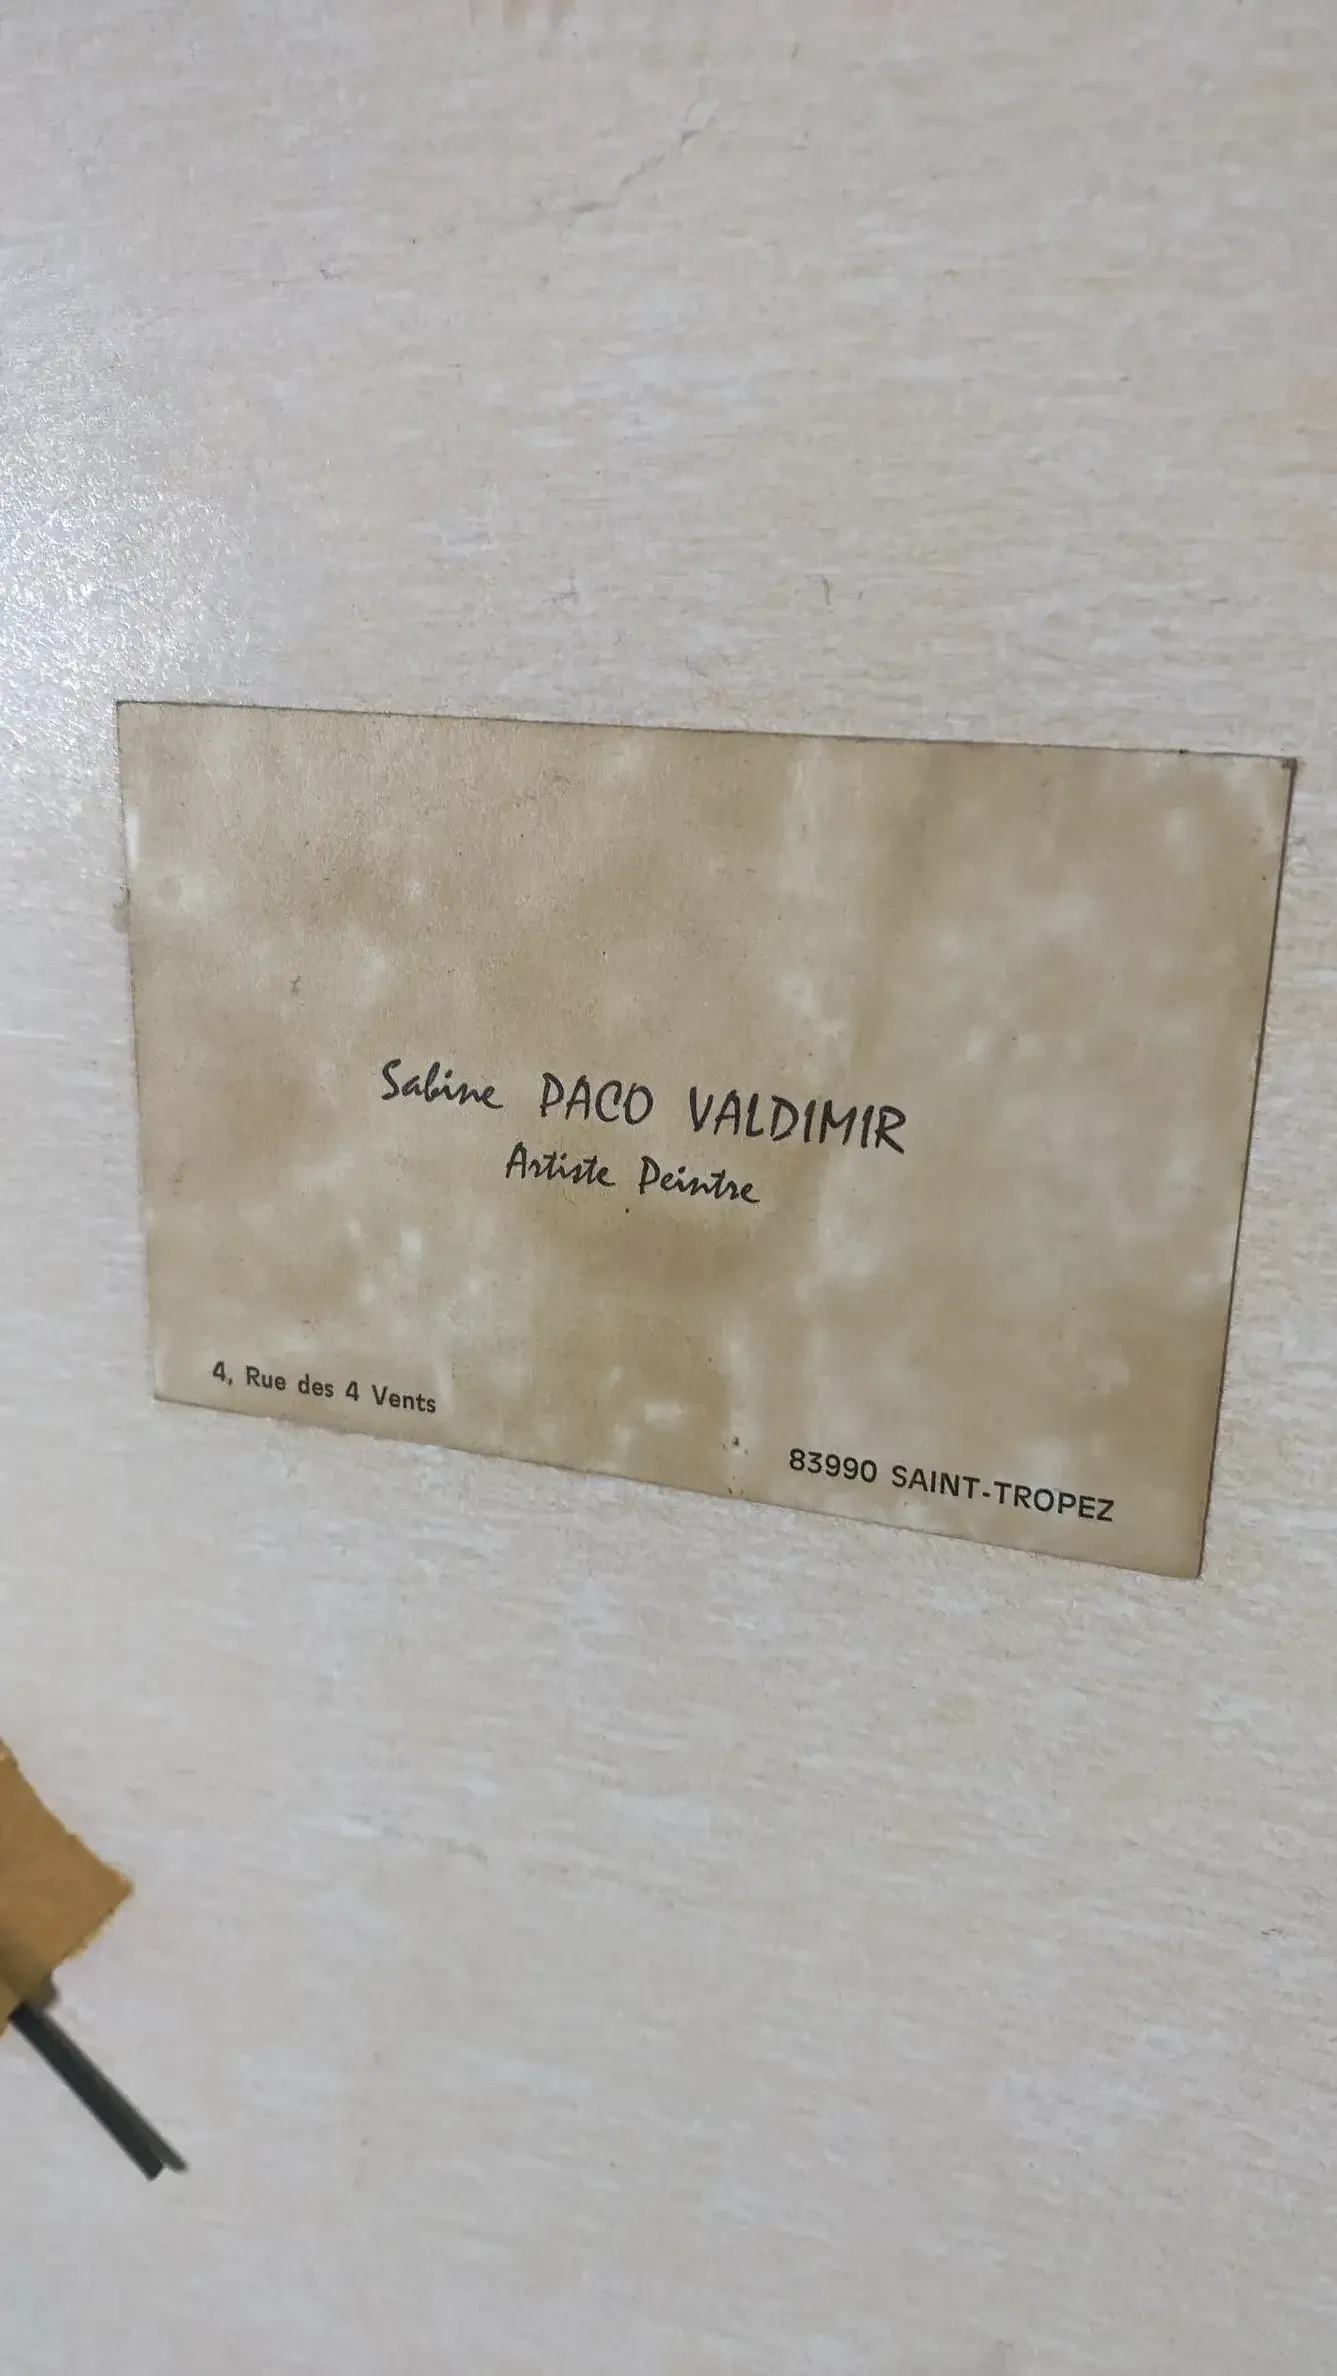 Sabine PACO VALDIMIR
Artiste Peintre
4, Rue des 4 Vents
83990 SAINT-TROPEZ